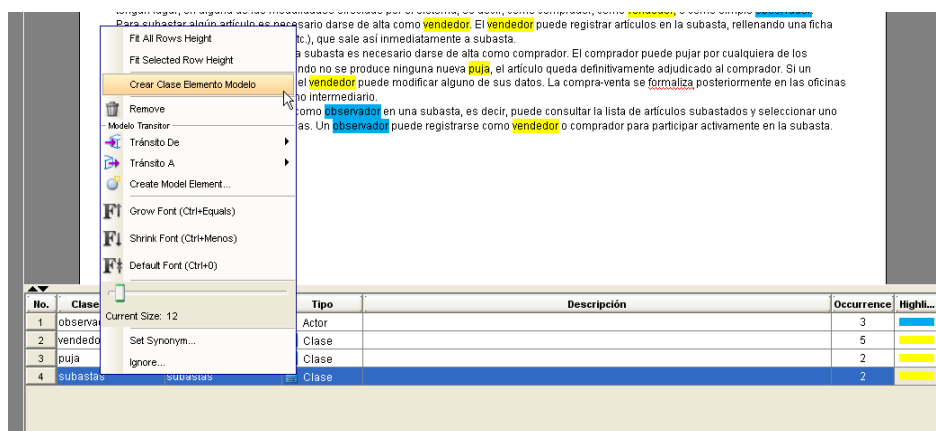 tengan lugar, en alguna de las modalidades ofrecidas por el sistema, es decir, como comprador, como vendedor, o como simple observador.
Para subastar algún artículo es necesario darse de alta como vendedor. El vendedor puede registrar artículos en la subasta, rellenando una ficha
Fit All Rows Height
tc.), que sale así inmediatamente a subasta.
a subasta es necesario darse de alta como comprador. El comprador puede pujar por cualquiera de los
Fit Selected Row Height
ndo no se produce ninguna nueva puja, el artículo queda definitivamente adjudicado al comprador. Si un
Crear Clase Elemento Modelo
el vendedor puede modificar alguno de sus datos. La compra-venta se formaliza posteriormente en las oficinas
no intermediario.
Remove
como observador en una subasta, es decir, puede consultar la lista de artículos subastados y seleccionar uno
Modelo Transitor
as. Un observador puede registrarse como vendedor o comprador para participar activamente en la subasta.
Tránsito De
Tránsito A
Create Model Element...
Grow Font (Ctrl+Equals)
Shrink Font (Ctrl+Menos)
Default Font (Ctrl+0)
Current Size: 12
Set Synonym...
Ignore...
No. Clase Tipo Descripción Occurrence Highli...
1 observa Actor 3
2 vendedo Clase 5
3 puja Clase 2
4 subastas subastas Clase 2